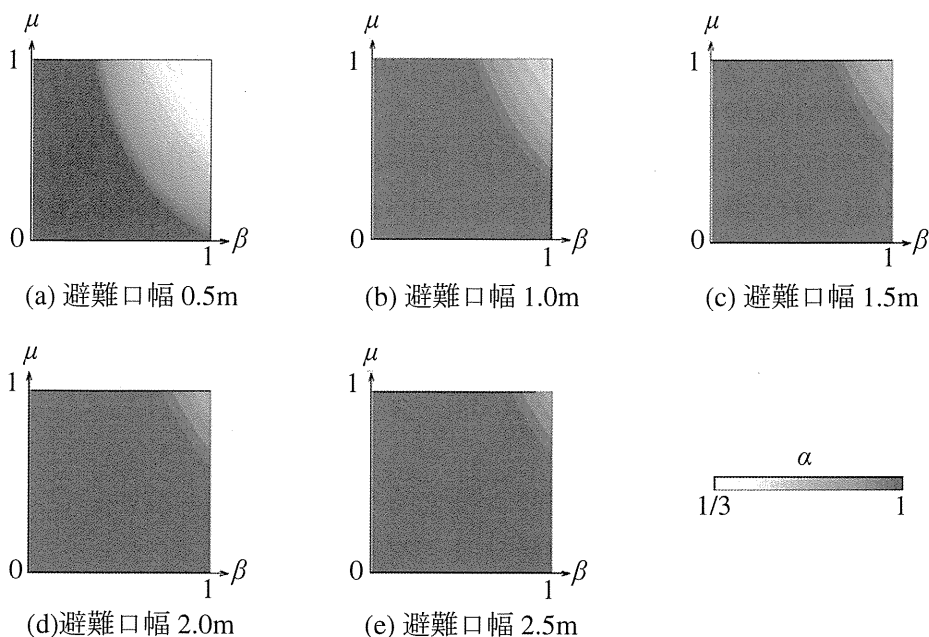 μ
1
0
1
β
(a) 避難口幅 0.5m
μ
1
0
1
β
(b) 避難口幅 1.0m
μ
1
0
1
β
(c) 避難口幅 1.5m
μ
1
0
1
β
(d)避難口幅 2.0m
μ
1
0
1
β
(e) 避難口幅 2.5m
α
1/3
1